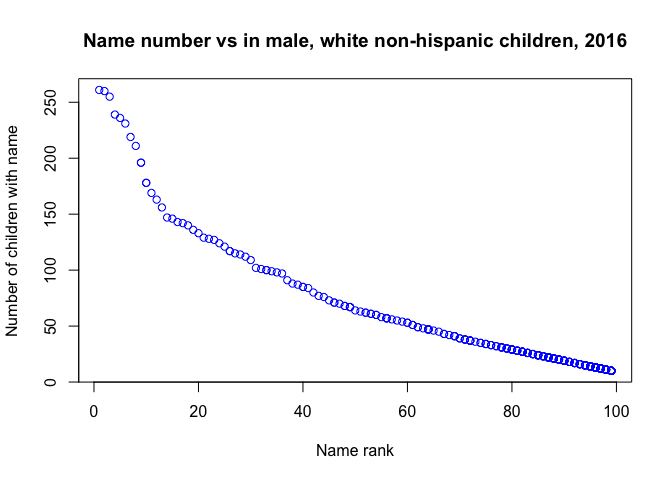 Name number vs in male, white non-hispanic children, 2016
Number of children with name
250
200
150
100
50
0
0 20 40 60 80 100
Name rank